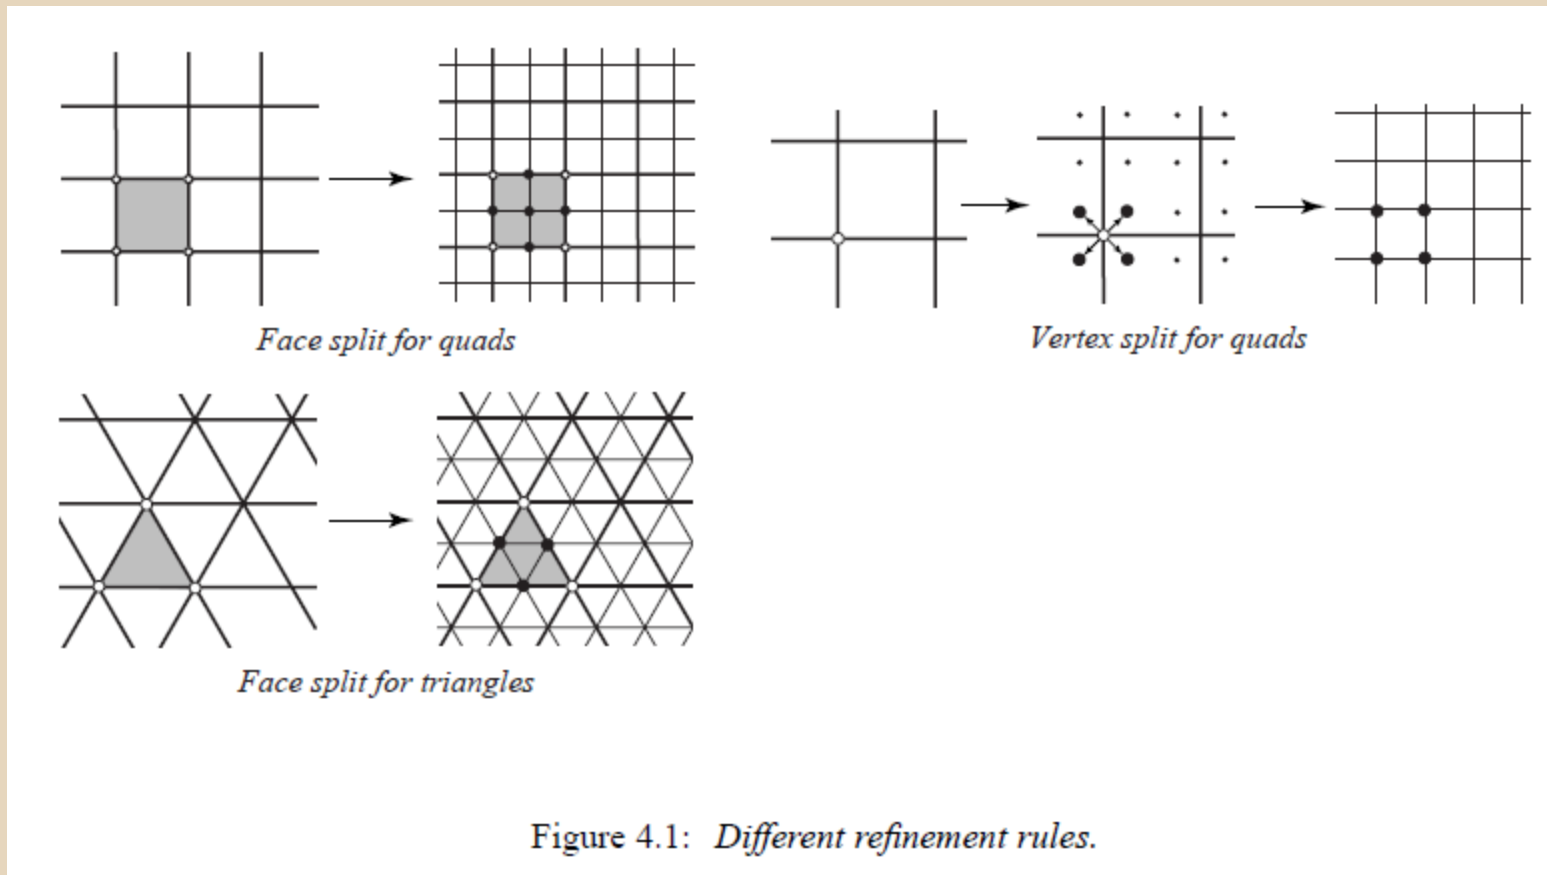 Face split for quads
Vertex split for quads
Face split for triangles
Figure 4.1: Different refinement rules.